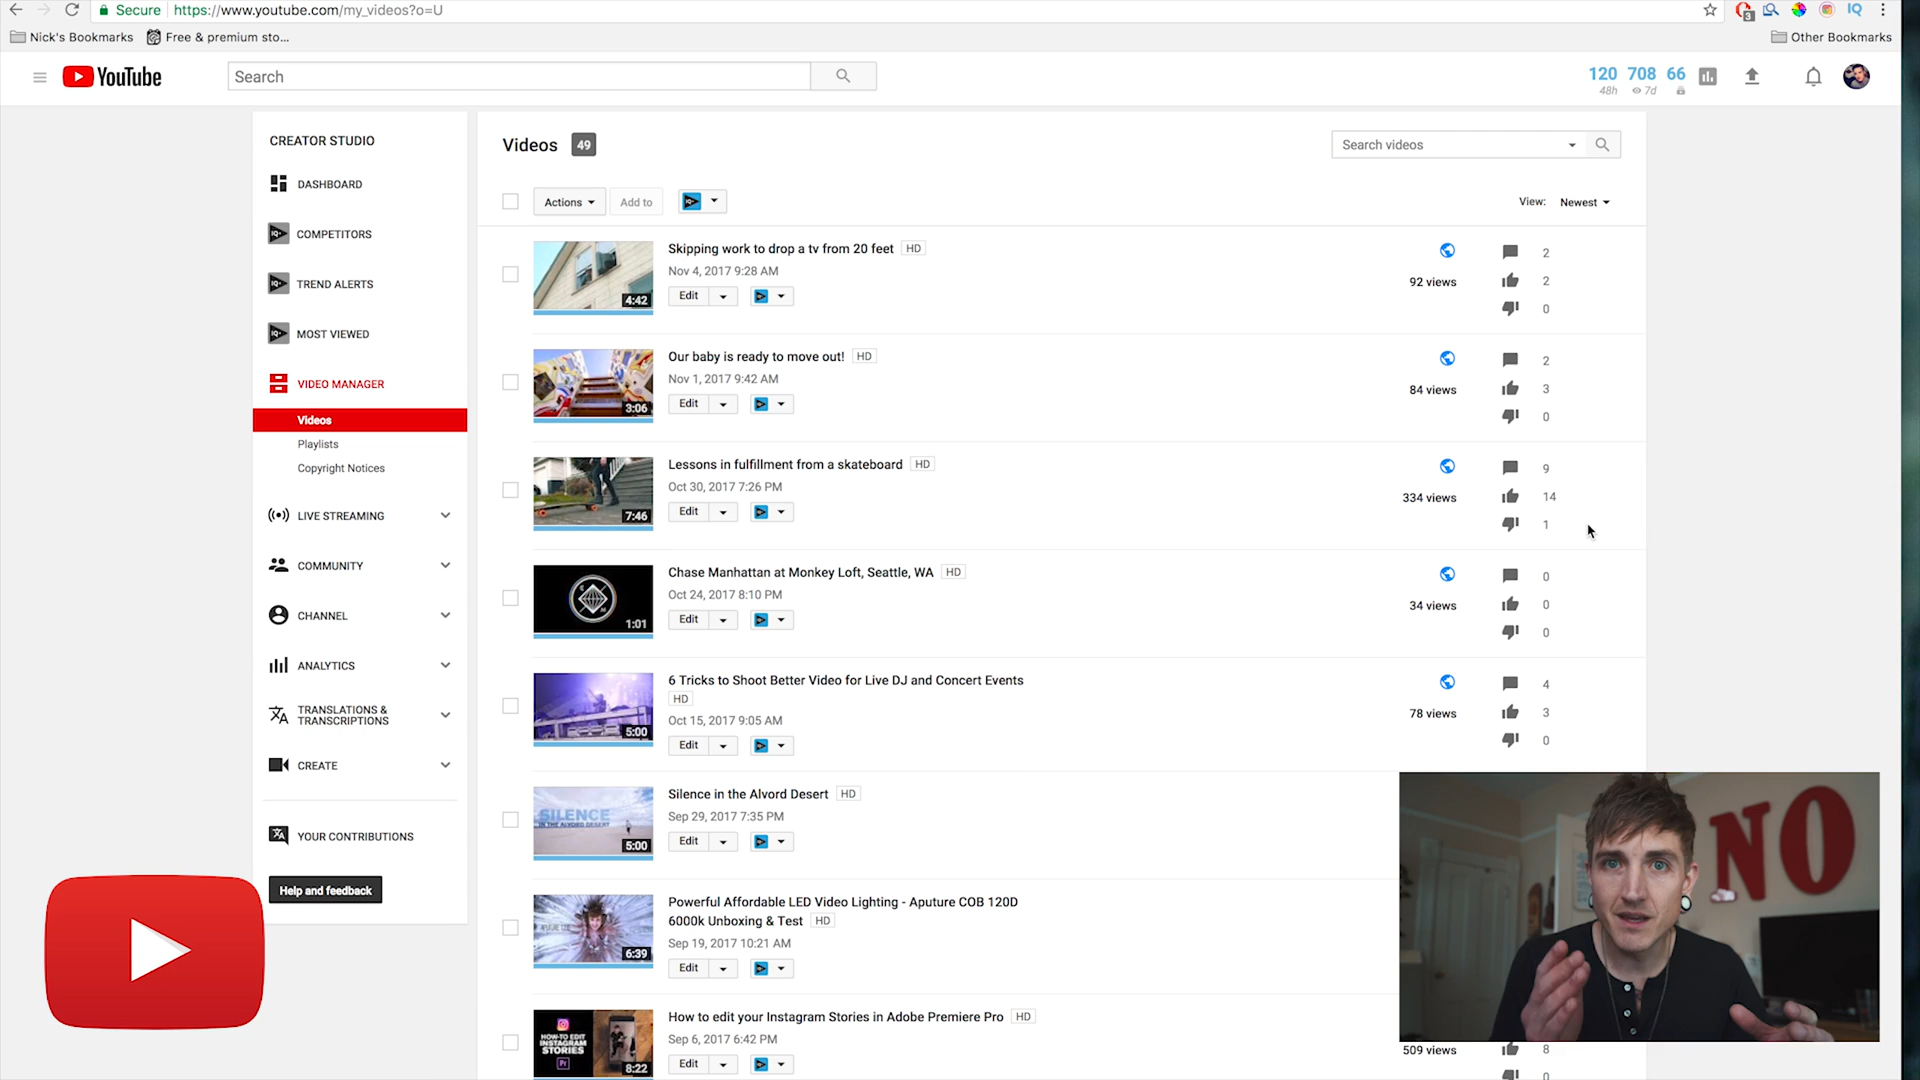 Secure https://www.youtube.com/my_videos?o=U
3
IQ
Nick's Bookmarks Free & premium sto... Other Bookmarks
YouTube
Search
120 708 66
48h 7d
CREATOR STUDIO
DASHBOARD
COMPETITORS
TREND ALERTS
MOST VIEWED
VIDEO MANAGER
Videos
Playlists
Copyright Notices
LIVE STREAMING
COMMUNITY
CHANNEL
ANALYTICS
TRANSLATIONS &
TRANSCRIPTIONS
CREATE
YOUR CONTRIBUTIONS
Help and feedback
Videos 49
Search videos
Actions Add to
View: Newest
Skipping work to drop a tv from 20 feet HD
Nov 4, 2017 9:28 AM
4:42
Edit
92 views
2
2
0
Our baby is ready to move out! HD
Nov 1, 2017 9:42 AM
3:06
Edit
84 views
2
3
0
Lessons in fulfillment from a skateboard HD
Oct 30, 2017 7:26 PM
7:46
Edit
334 views
9
14
1
Chase Manhattan at Monkey Loft, Seattle, WA HD
Oct 24, 2017 8:10 PM
1:01
Edit
34 views
0
0
0
6 Tricks to Shoot Better Video for Live DJ and Concert Events
HD
Oct 15, 2017 9:05 AM
5:00
Edit
78 views
4
3
0
Silence in the Alvord Desert HD
Sep 29, 2017 7:35 PM
SILENCE
IN THE ALVORD DESERT
5:00
Edit
Powerful Affordable LED Video Lighting - Aputure COB 120D
6000k Unboxing & Test HD
Sep 19, 2017 10:21 AM
6:39
Edit
How to edit your Instagram Stories in Adobe Premiere Pro HD
Sep 6, 2017 6:42 PM
HOW-TO EDIT
INSTAGRAM
STORIES
Pr
8:22
Edit
509 views
8
0
NO